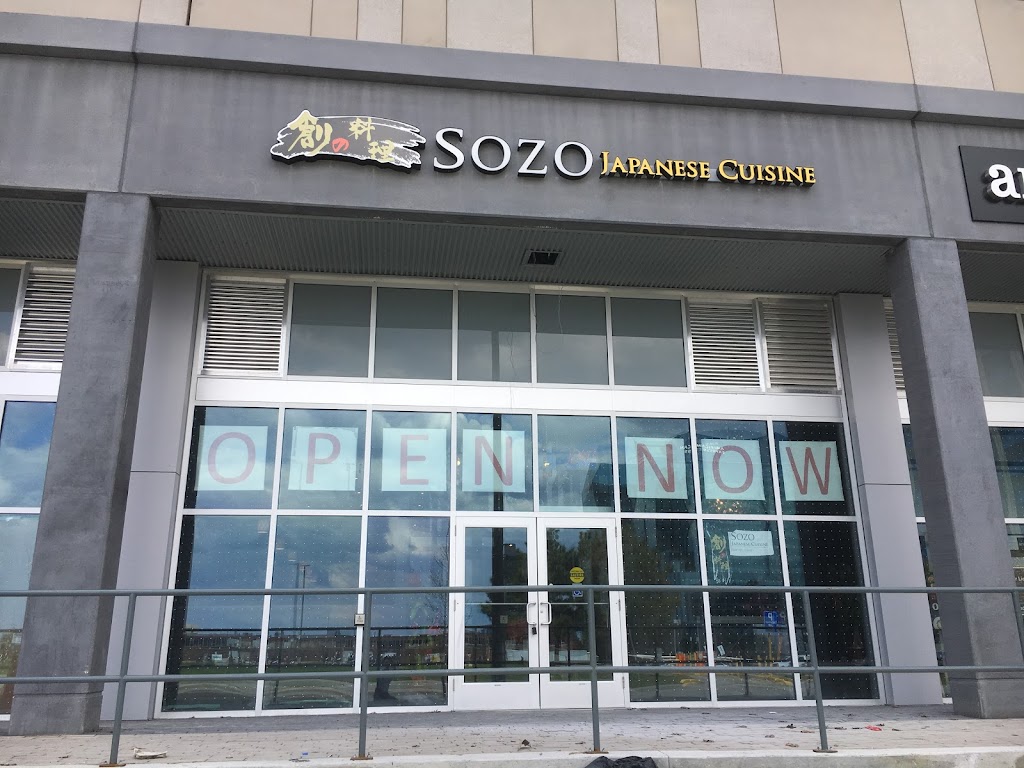 創の料理 SOZO JAPANESE CUISINE
a
OPEN NOW
SOZO
JAPANESE CUISINE